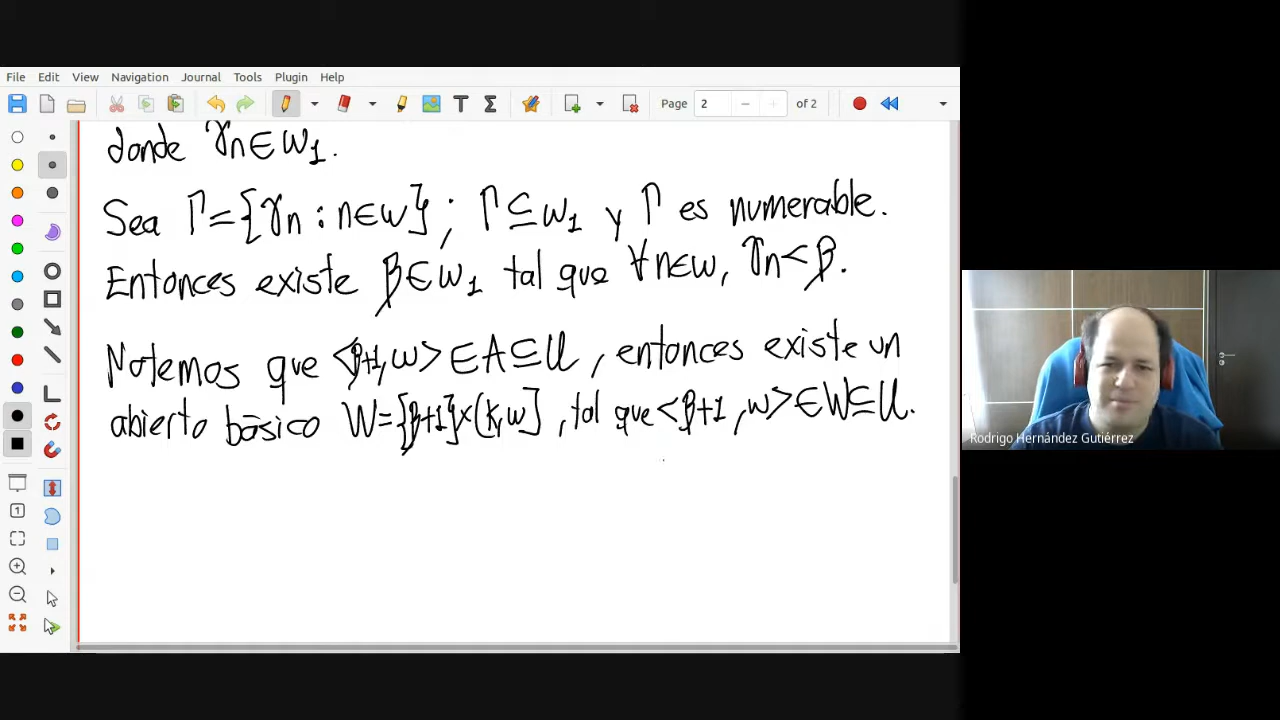 File Edit View Navigation Journal Tools Plugin Help
Page 2 of 2
donde γn∈ω1.
Sea Γ={γn : n∈ω} ; Γ⊆ω1 y Γ es numerable.
Entonces existe β∈ω1 tal que ∀n∈ω, γn<β.
Notemos que <β+1, ω>∈A⊆U, entonces existe un
abierto básico W={β+1}×(k,ω], tal que <β+1, ω>∈W⊆U.
Rodrigo Hernández Gutiérrez